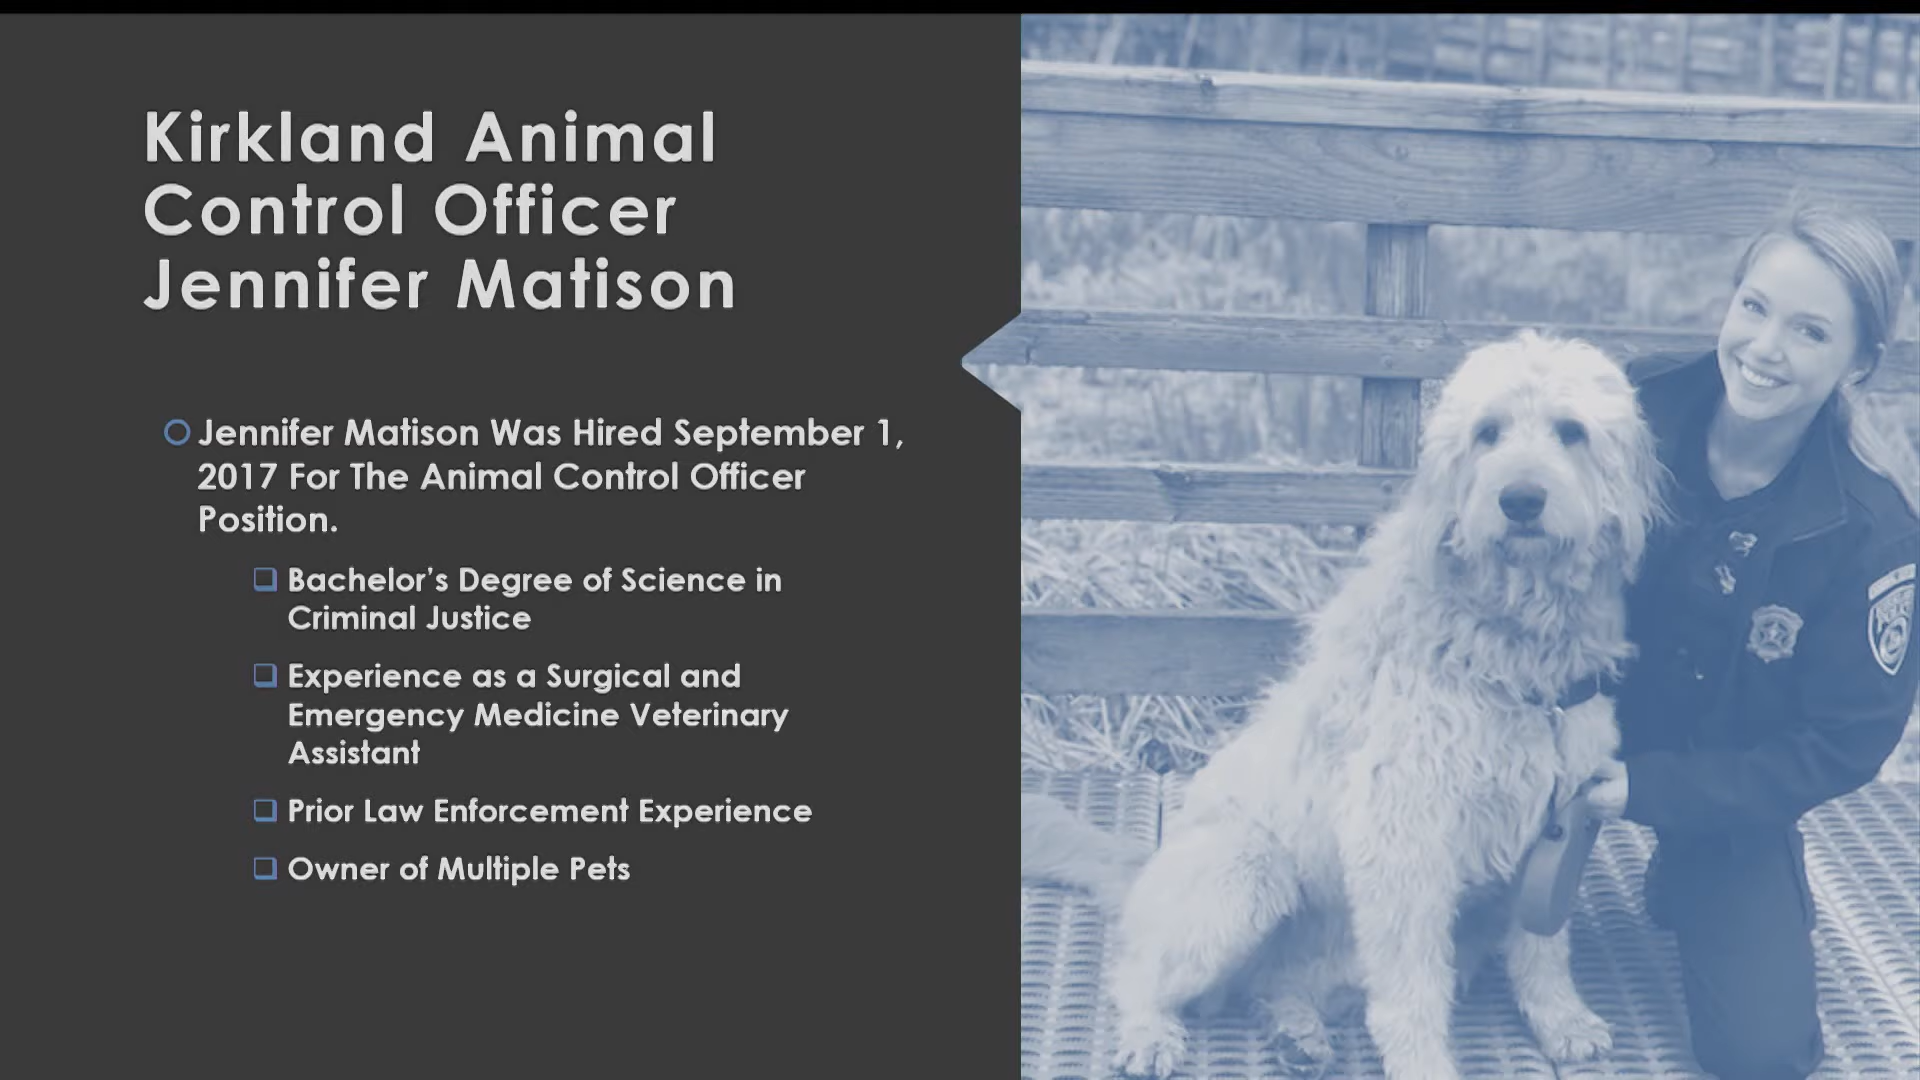 Kirkland Animal
Control Officer
Jennifer Matison
Jennifer Matison Was Hired September 1,
2017 For The Animal Control Officer
Position.
Bachelor’s Degree of Science in
Criminal Justice
Experience as a Surgical and
Emergency Medicine Veterinary
Assistant
Prior Law Enforcement Experience
Owner of Multiple Pets